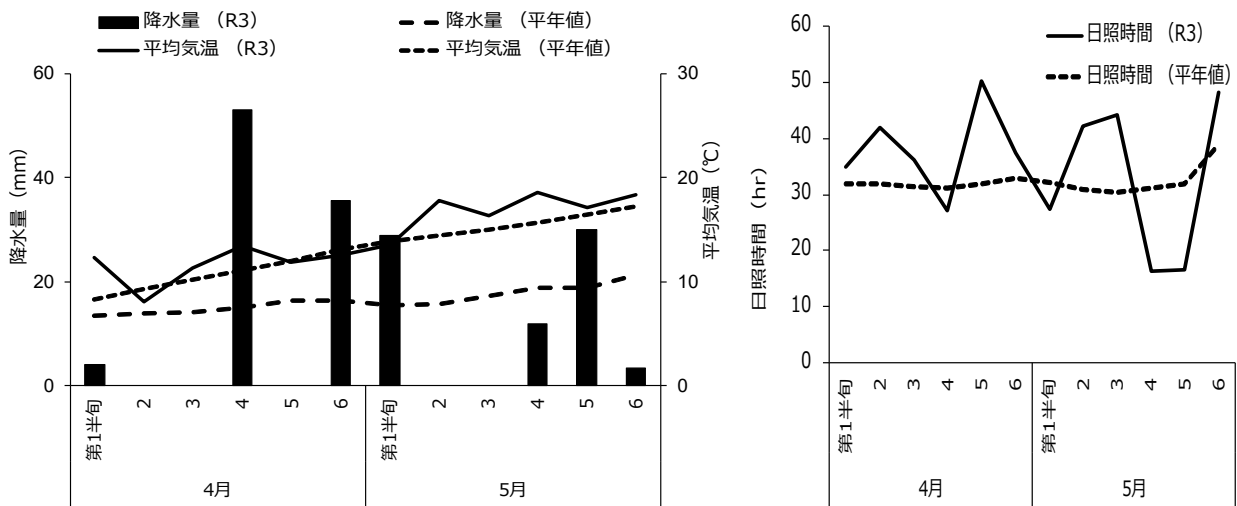 降水量 （R3）
降水量 （平年値）
平均気温 （R3）
平均気温 （平年値）
60
40
20
0
降水量（mm）
30
20
10
0
平均気温（℃）
第1半旬
2
3
4
5
6
第1半旬
2
3
4
5
6
4月
5月
日照時間 （R3）
日照時間 （平年値）
60
50
40
30
20
10
0
日照時間（hr）
第1半旬
2
3
4
5
6
第1半旬
2
3
4
5
6
4月
5月